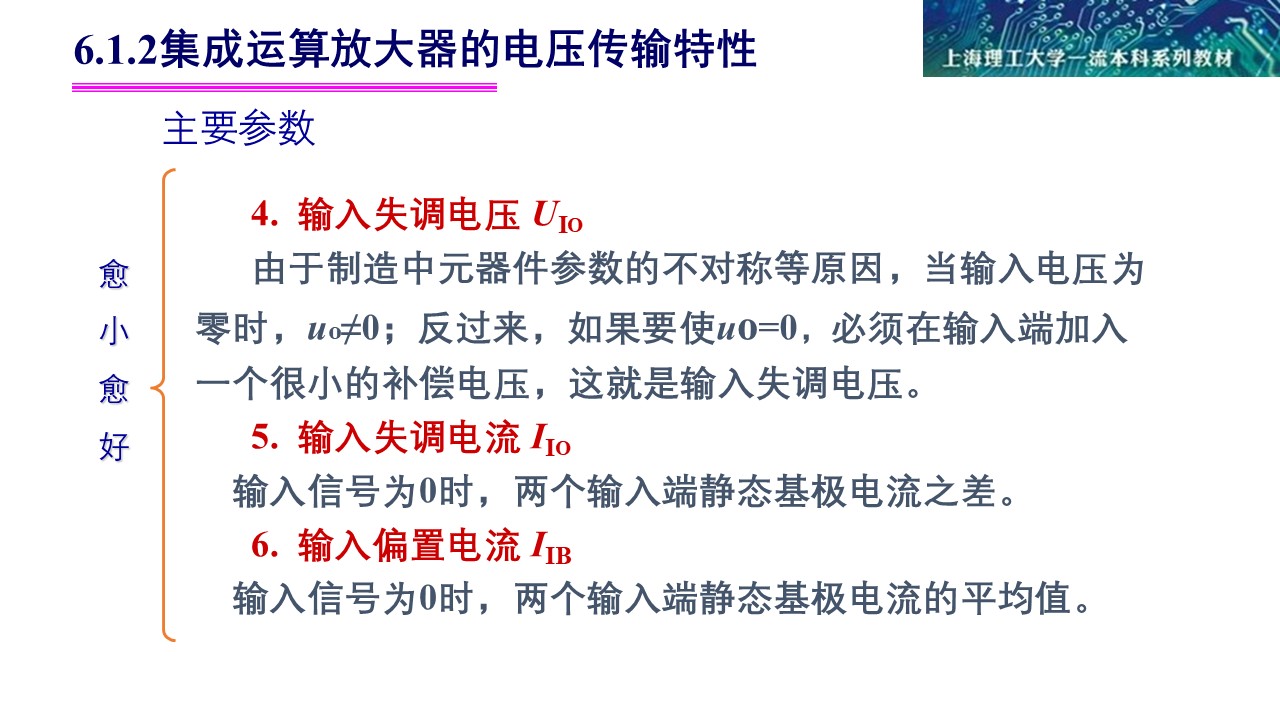 6.1.2集成运算放大器的电压传输特性
上海理工大学一流本科系列教材
主要参数
愈
小
愈
好
4. 输入失调电压 UIO
由于制造中元器件参数的不对称等原因，当输入电压为
零时，uo≠0；反过来，如果要使uo=0，必须在输入端加入
一个很小的补偿电压，这就是输入失调电压。
5. 输入失调电流 IIO
输入信号为0时，两个输入端静态基极电流之差。
6. 输入偏置电流 IIB
输入信号为0时，两个输入端静态基极电流的平均值。